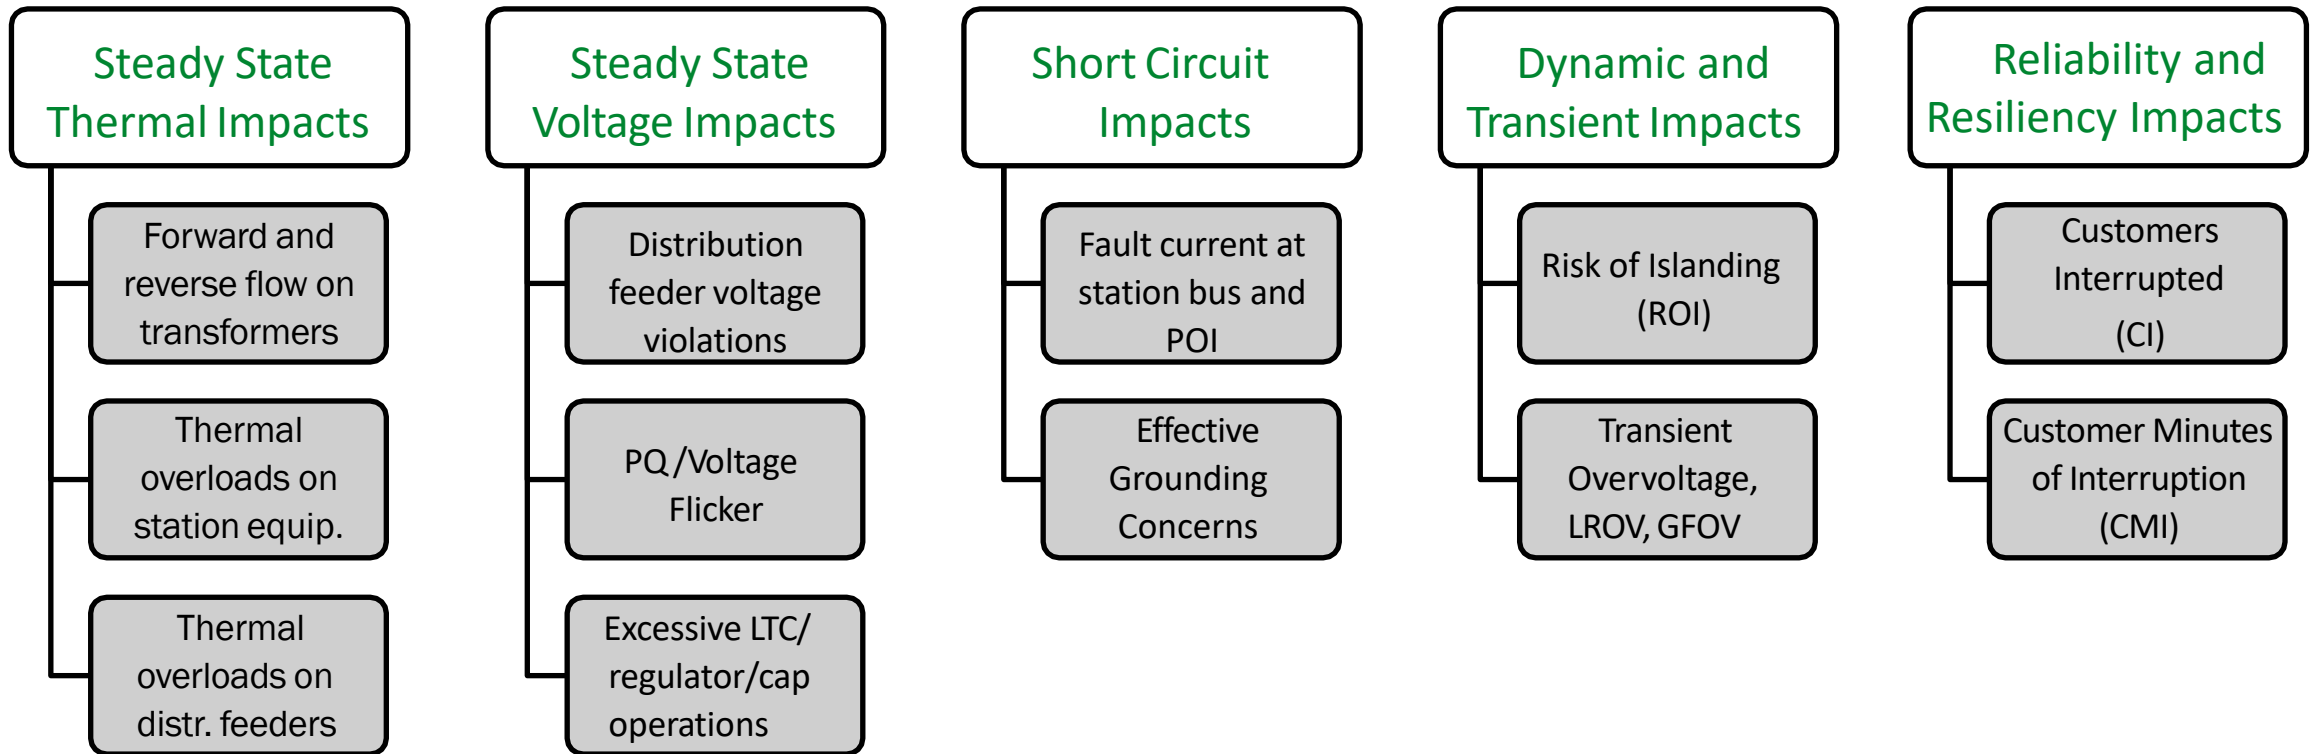 Steady State
Thermal Impacts
Forward and
reverse flow on
transformers
Thermal
overloads on
station equip.
Thermal
overloads on
distr. feeders
Steady State
Voltage Impacts
Distribution
feeder voltage
violations
PQ/Voltage
Flicker
Excessive LTC/
regulator/cap
operations
Short Circuit
Impacts
Fault current at
station bus and
POI
Effective
Grounding
Concerns
Dynamic and
Transient Impacts
Risk of Islanding
(ROI)
Transient
Overvoltage,
LROV, GFOV
Reliability and
Resiliency Impacts
Customers
Interrupted
(CI)
Customer Minutes
of Interruption
(CMI)